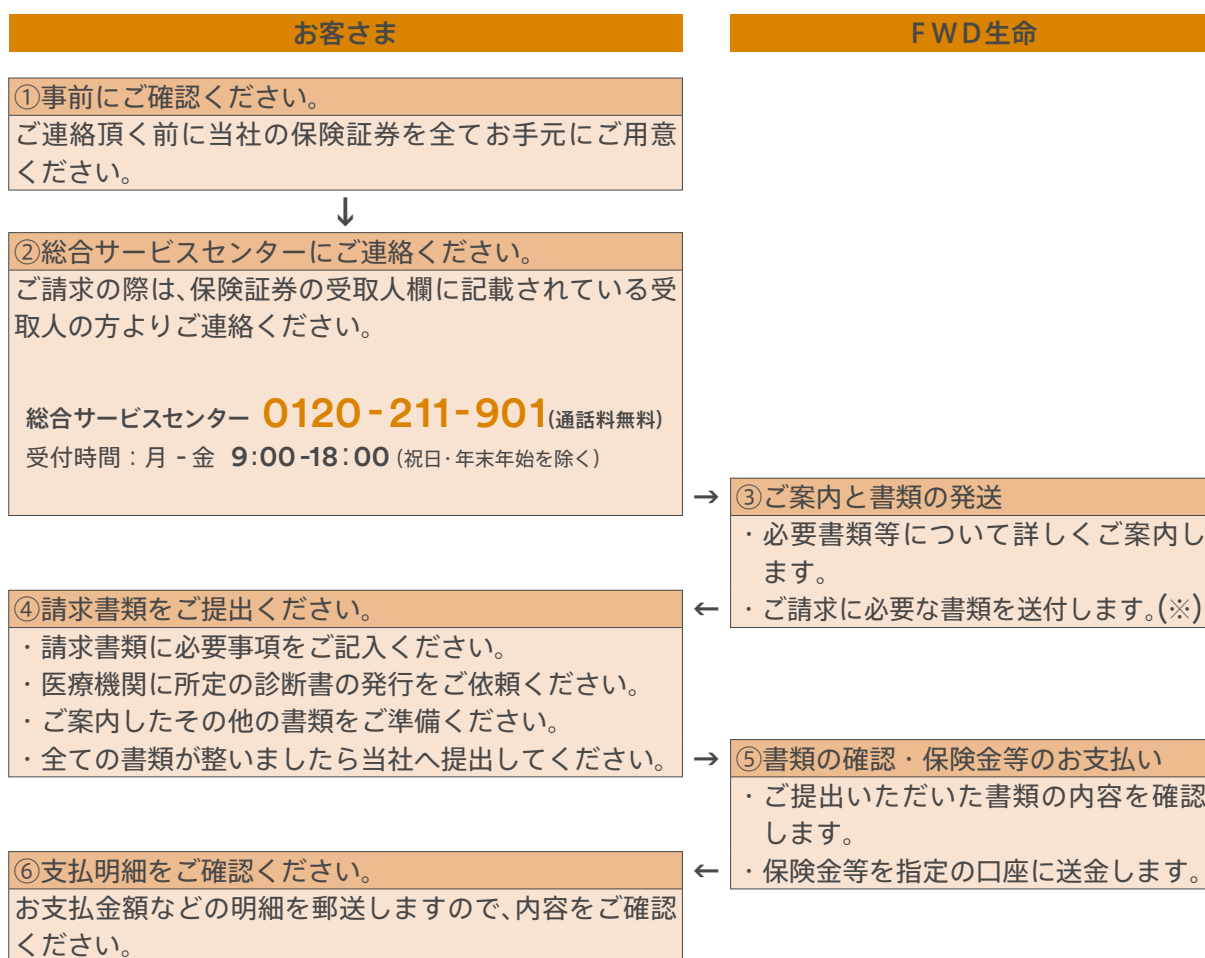 お客さま
FWD生命
①事前にご確認ください。
ご連絡頂く前に当社の保険証券を全てお手元にご用意
ください。
↓
②総合サービスセンターにご連絡ください。
ご請求の際は、保険証券の受取人欄に記載されている受
取人の方よりご連絡ください。
総合サービスセンター 0120-211-901(通話料無料)
受付時間：月-金 9:00-18:00(祝日・年末年始を除く)
→
③ご案内と書類の発送
・必要書類等について詳しくご案内し
ます。
・ご請求に必要な書類を送付します。(※)
←
④請求書類をご提出ください。
・請求書類に必要事項をご記入ください。
・医療機関に所定の診断書の発行をご依頼ください。
・ご案内したその他の書類をご準備ください。
・全ての書類が整いましたら当社へ提出してください。
→
⑤書類の確認・保険金等のお支払い
・ご提出いただいた書類の内容を確認
します。
・保険金等を指定の口座に送金します。
←
⑥支払明細をご確認ください。
お支払金額などの明細を郵送しますので、内容をご確認
ください。